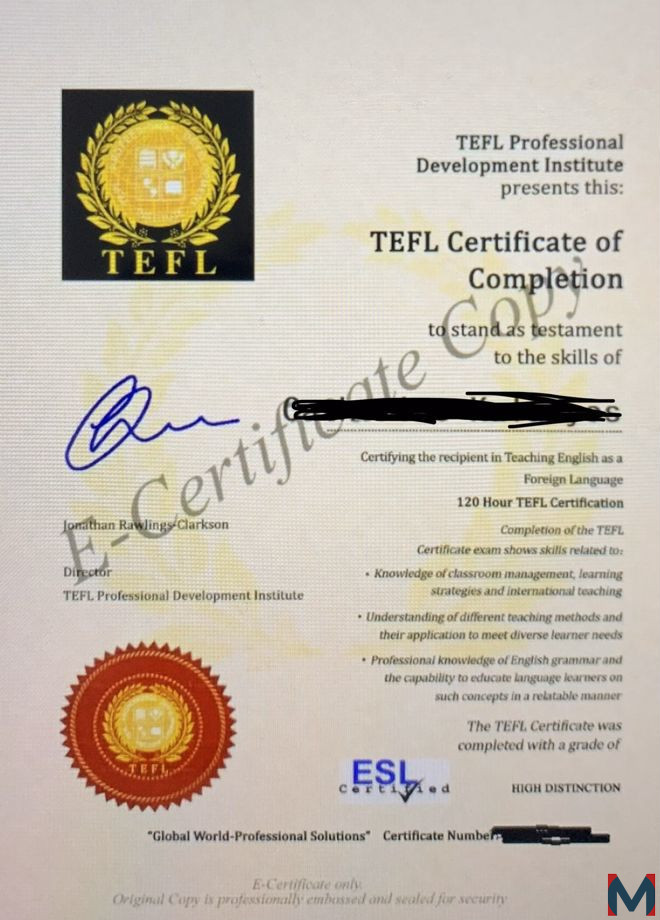 TEFL
TEFL Professional
Development Institute
presents this:
TEFL Certificate of
Completion
to stand as testament
to the skills of
E-Certificate Copy
Certifying the recipient in Teaching English as a
Foreign Language
120 Hour TEFL Certification
Jonathan Rawlings-Clarkson
Director
TEFL Professional Development Institute
Completion of the TEFL
Certificate exam shows skills related to:
• Knowledge of classroom management, learning
strategies and international teaching
• Understanding of different teaching methods and
their application to meet diverse learner needs
• Professional knowledge of English grammar and
the capability to educate language learners on
such concepts in a relatable manner
The TEFL Certificate was
completed with a grade of
TEFL
ESL
Certified
HIGH DISTINCTION
"Global World-Professional Solutions" Certificate Number:
E-Certificate only.
Original Copy is professionally embossed and sealed for security
M